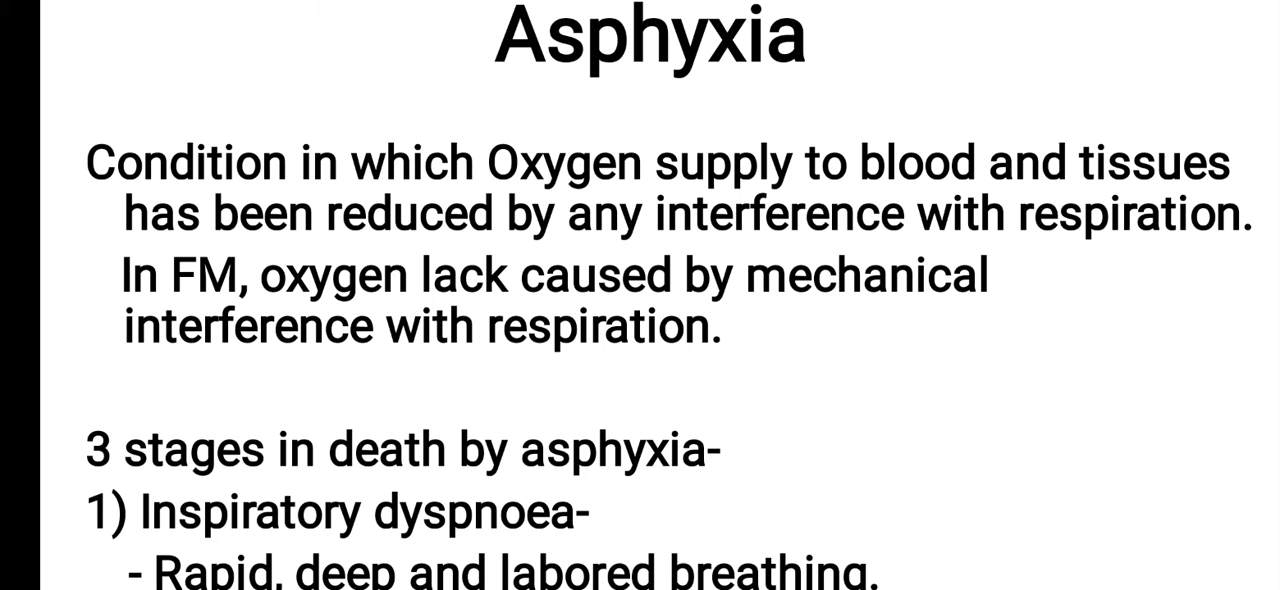 Asphyxia
Condition in which Oxygen supply to blood and tissues
has been reduced by any interference with respiration.
In FM, oxygen lack caused by mechanical
interference with respiration.
3 stages in death by asphyxia-
1) Inspiratory dyspnoea-
- Rapid, deep and labored breathing.